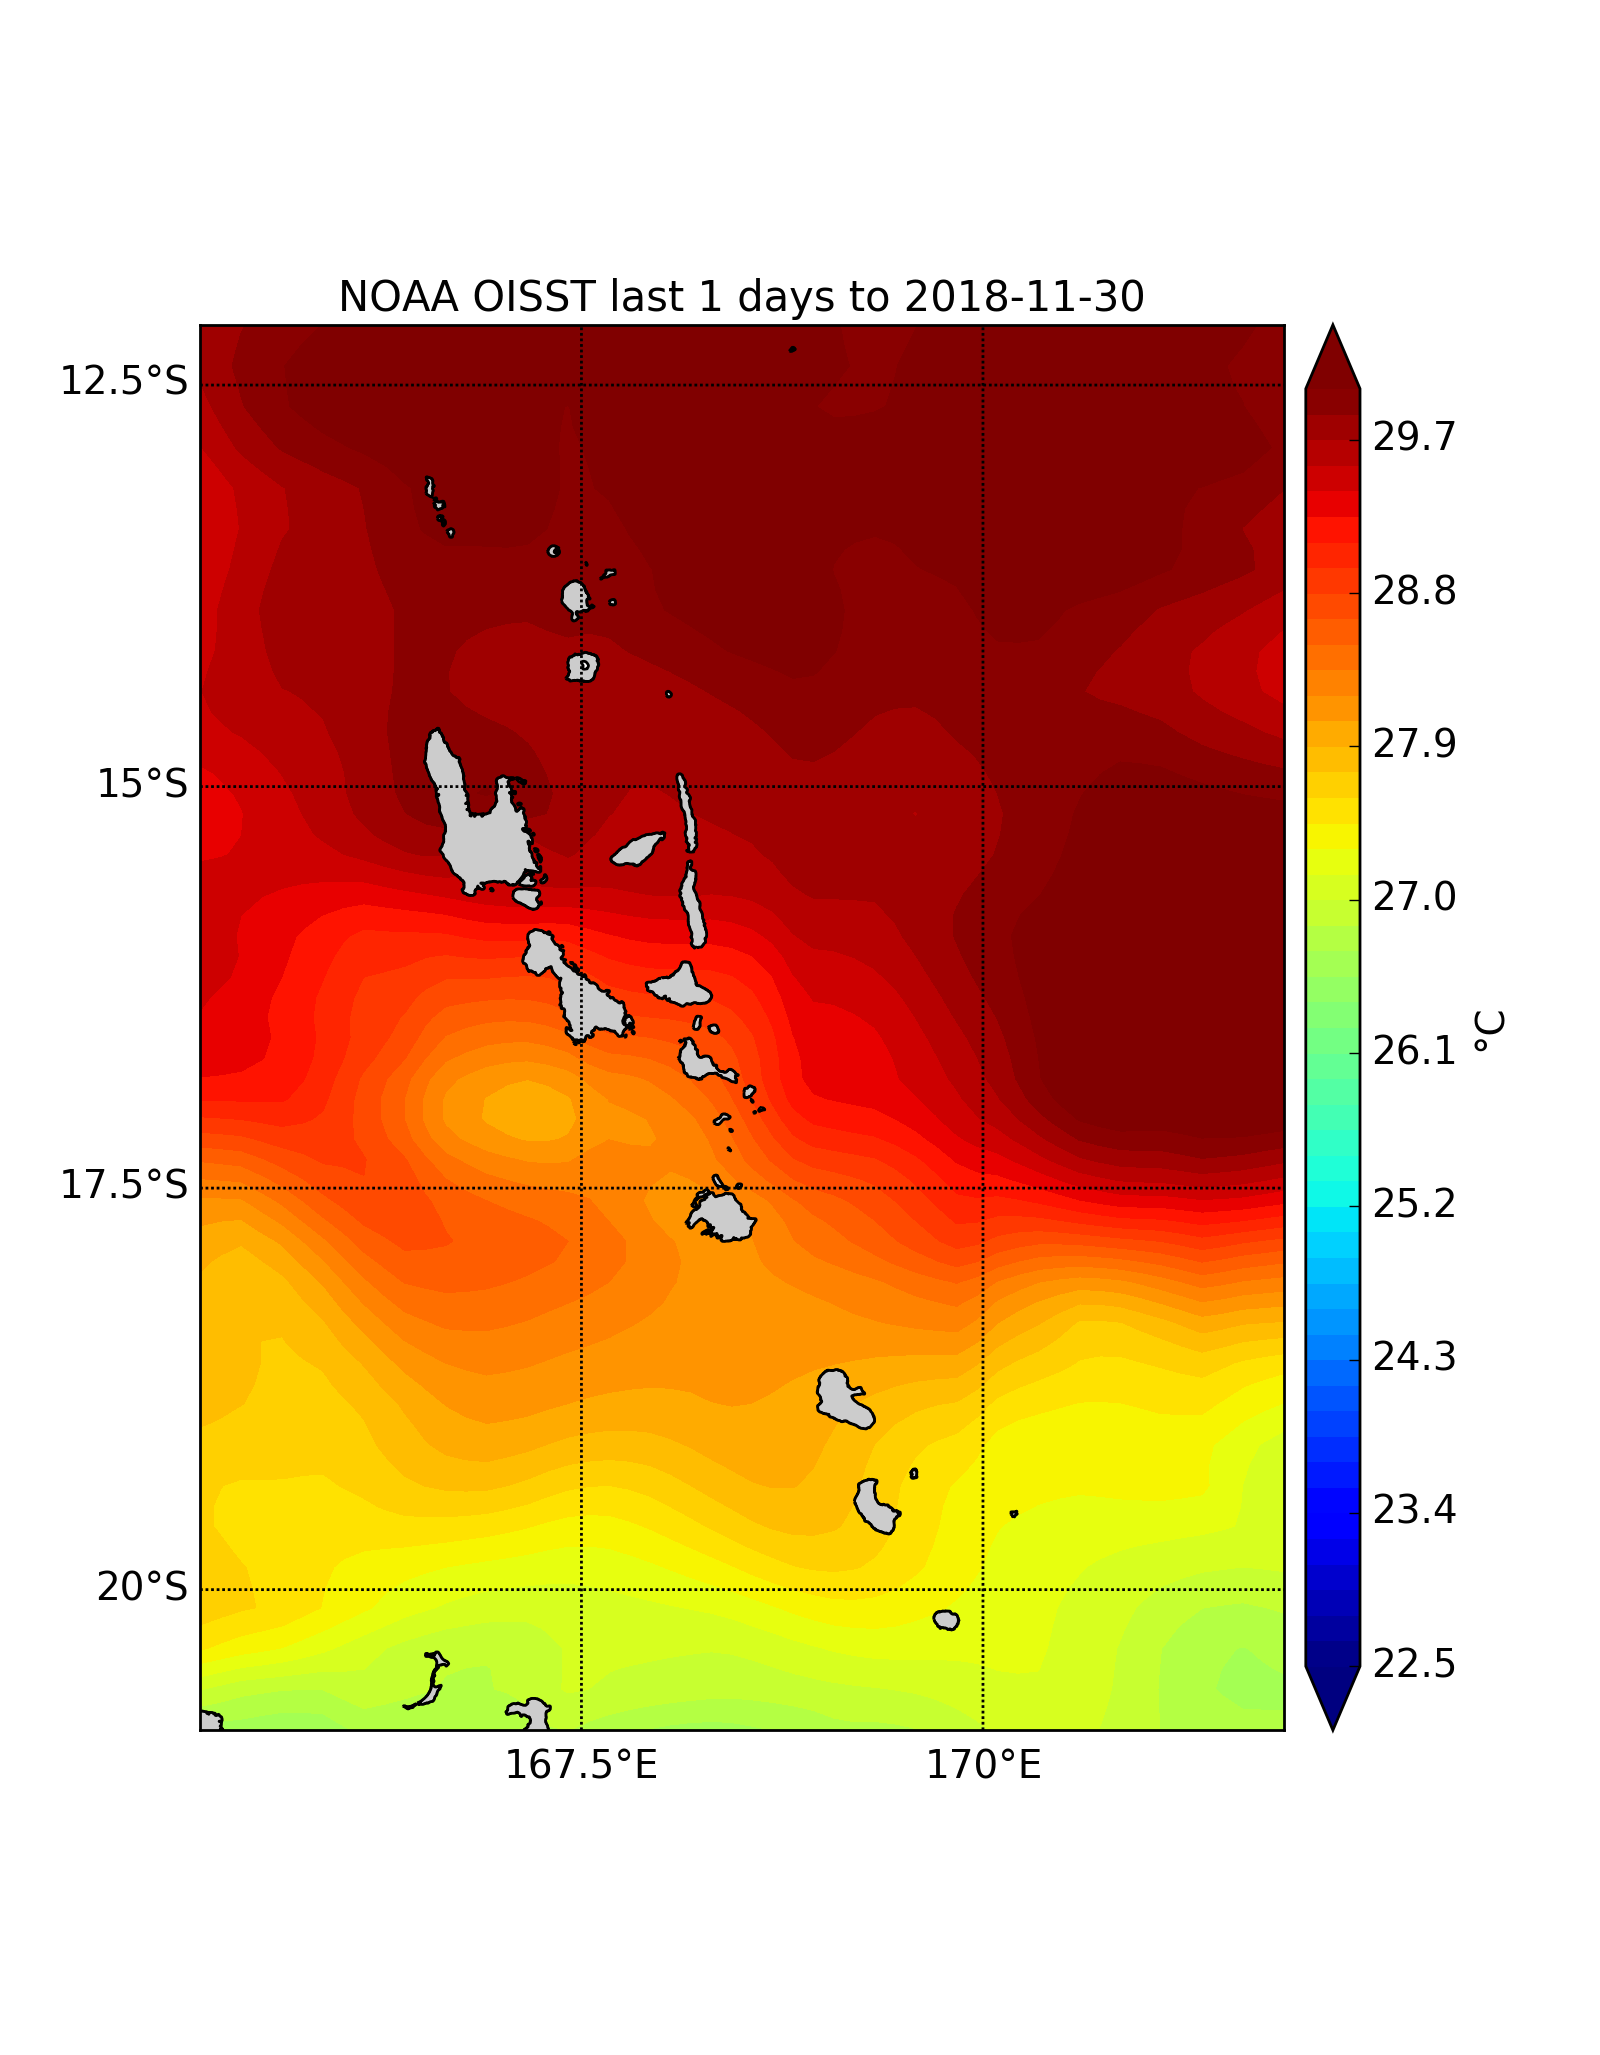 NOAA OISST last 1 days to 2018-11-30
12.5°S
15°S
17.5°S
20°S
167.5°E
170°E
29.7
28.8
27.9
27.0
26.1
25.2
24.3
23.4
22.5
°C